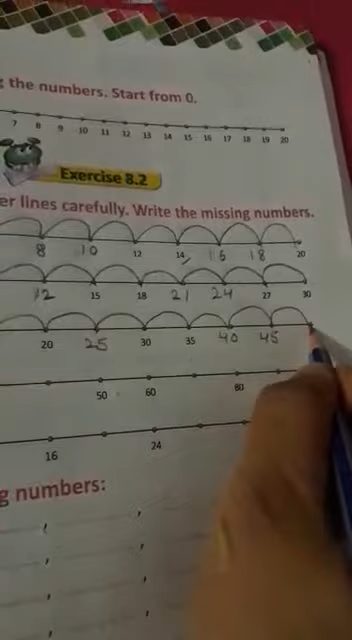 the numbers. Start from 0.
7 8 9 10 11 12 13 14 15 16 17 18 19 20
Exercise 8.2
er lines carefully. Write the missing numbers.
8 10 12 14 16 18 20
12 15 18 21 24 27 30
20 25 30 35 40 45
50 60 80
16 24
g numbers: